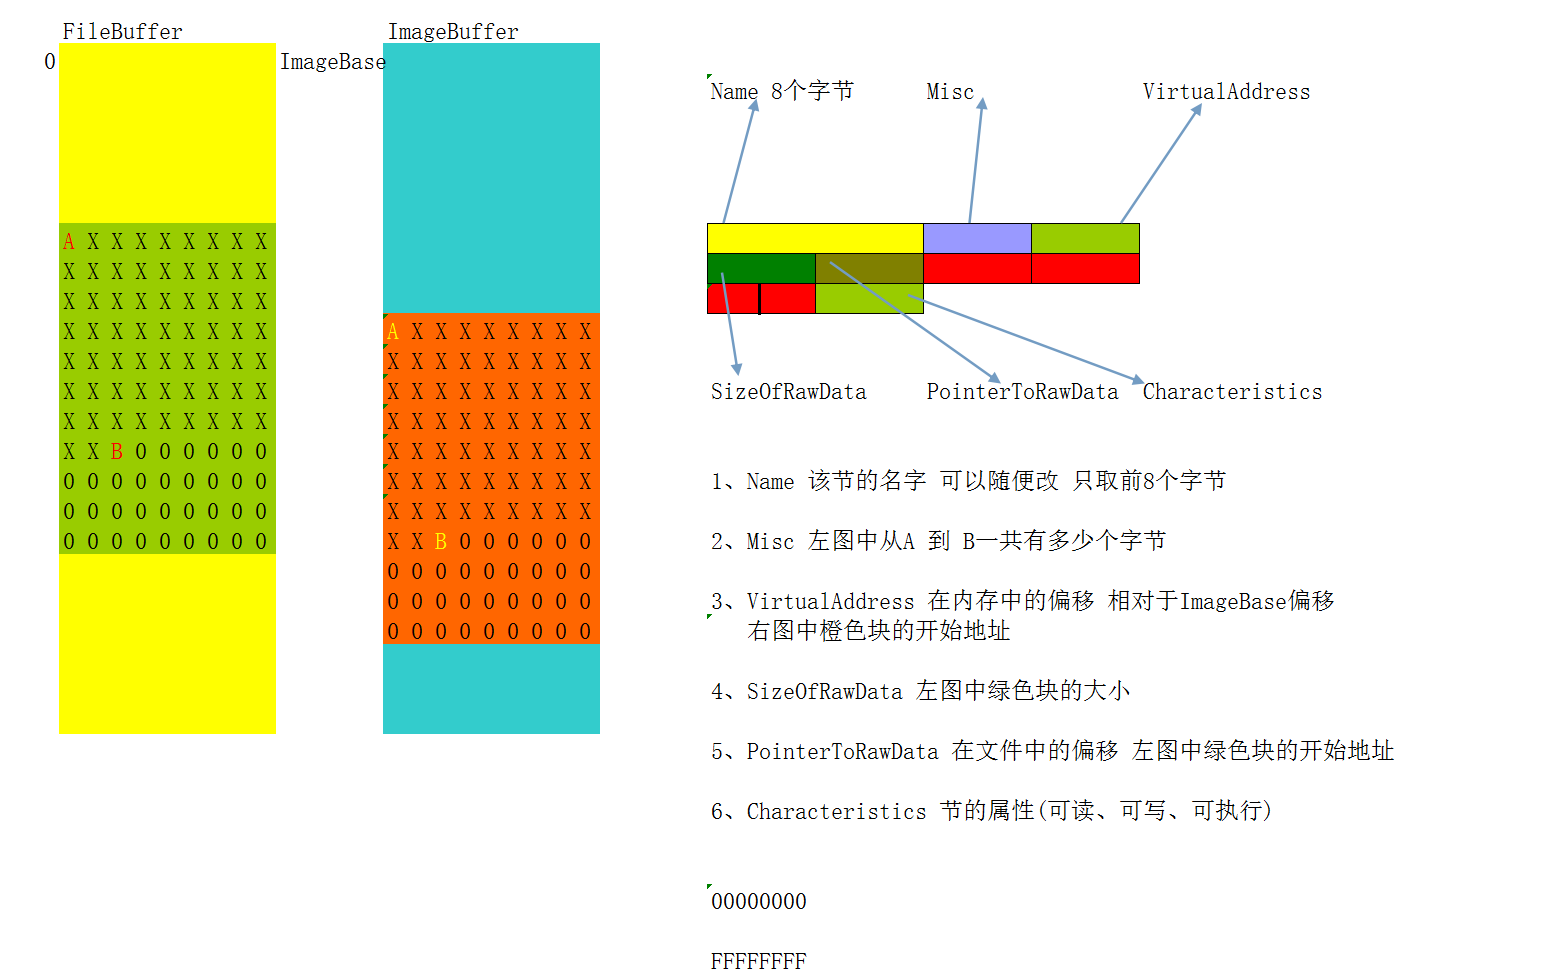 FileBuffer
ImageBuffer
0
ImageBase
Name 8个字节
Misc
VirtualAddress
A X X X X X X X X
X X X X X X X X X
X X X X X X X X X
X X X X X X X X X
X X X X X X X X X
X X X X X X X X X
X X X X X X X X X
X X B 0 0 0 0 0 0
0 0 0 0 0 0 0 0 0
0 0 0 0 0 0 0 0 0
0 0 0 0 0 0 0 0 0
A X X X X X X X X
X X X X X X X X X
X X X X X X X X X
X X X X X X X X X
X X X X X X X X X
X X X X X X X X X
X X X X X X X X X
X X B 0 0 0 0 0 0
0 0 0 0 0 0 0 0 0
0 0 0 0 0 0 0 0 0
0 0 0 0 0 0 0 0 0
SizeOfRawData
PointerToRawData
Characteristics
1、Name 该节的名字 可以随便改 只取前8个字节
2、Misc 左图中从A 到 B一共有多少个字节
3、VirtualAddress 在内存中的偏移 相对于ImageBase偏移
右图中橙色块的开始地址
4、SizeOfRawData 左图中绿色块的大小
5、PointerToRawData 在文件中的偏移 左图中绿色块的开始地址
6、Characteristics 节的属性(可读、可写、可执行)
00000000
FFFFFFFF